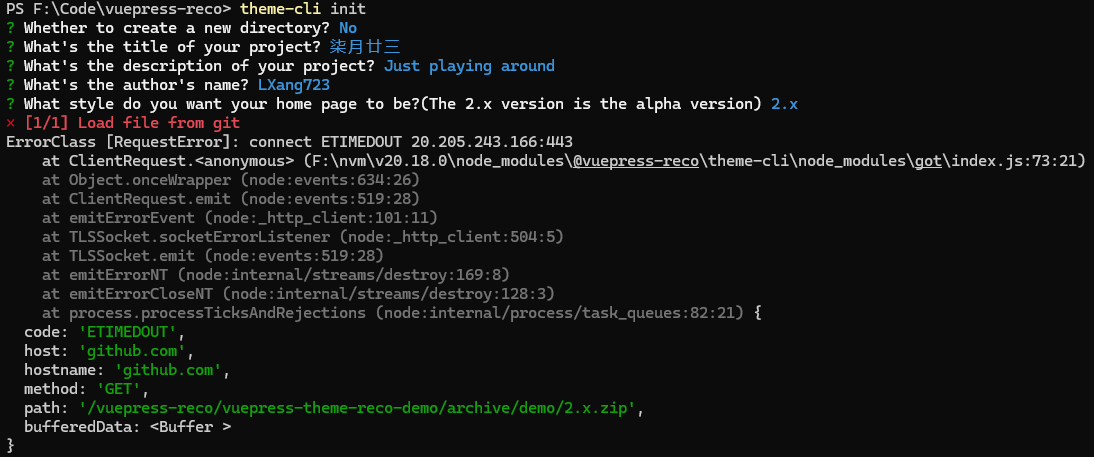 PS F:\Code\vuepress-reco> theme-cli init
? Whether to create a new directory? No
? What's the title of your project? 柒月廿三
? What's the description of your project? Just playing around
? What's the author's name? LXang723
? What style do you want your home page to be?(The 2.x version is the alpha version) 2.x
× [1/1] Load file from git
ErrorClass [RequestError]: connect ETIMEDOUT 20.205.243.166:443
    at ClientRequest.<anonymous> (F:\nvm\v20.18.0\node_modules\@vuepress-reco\theme-cli\node_modules\got\index.js:73:21)
    at Object.onceWrapper (node:events:634:26)
    at ClientRequest.emit (node:events:519:28)
    at emitErrorEvent (node:_http_client:101:11)
    at TLSSocket.socketErrorListener (node:_http_client:504:5)
    at TLSSocket.emit (node:events:519:28)
    at emitErrorNT (node:internal/streams/destroy:169:8)
    at emitErrorCloseNT (node:internal/streams/destroy:128:3)
    at process.processTicksAndRejections (node:internal/process/task_queues:82:21) {
  code: 'ETIMEDOUT',
  host: 'github.com',
  hostname: 'github.com',
  method: 'GET',
  path: '/vuepress-reco/vuepress-theme-reco-demo/archive/demo/2.x.zip',
  bufferedData: <Buffer >
}